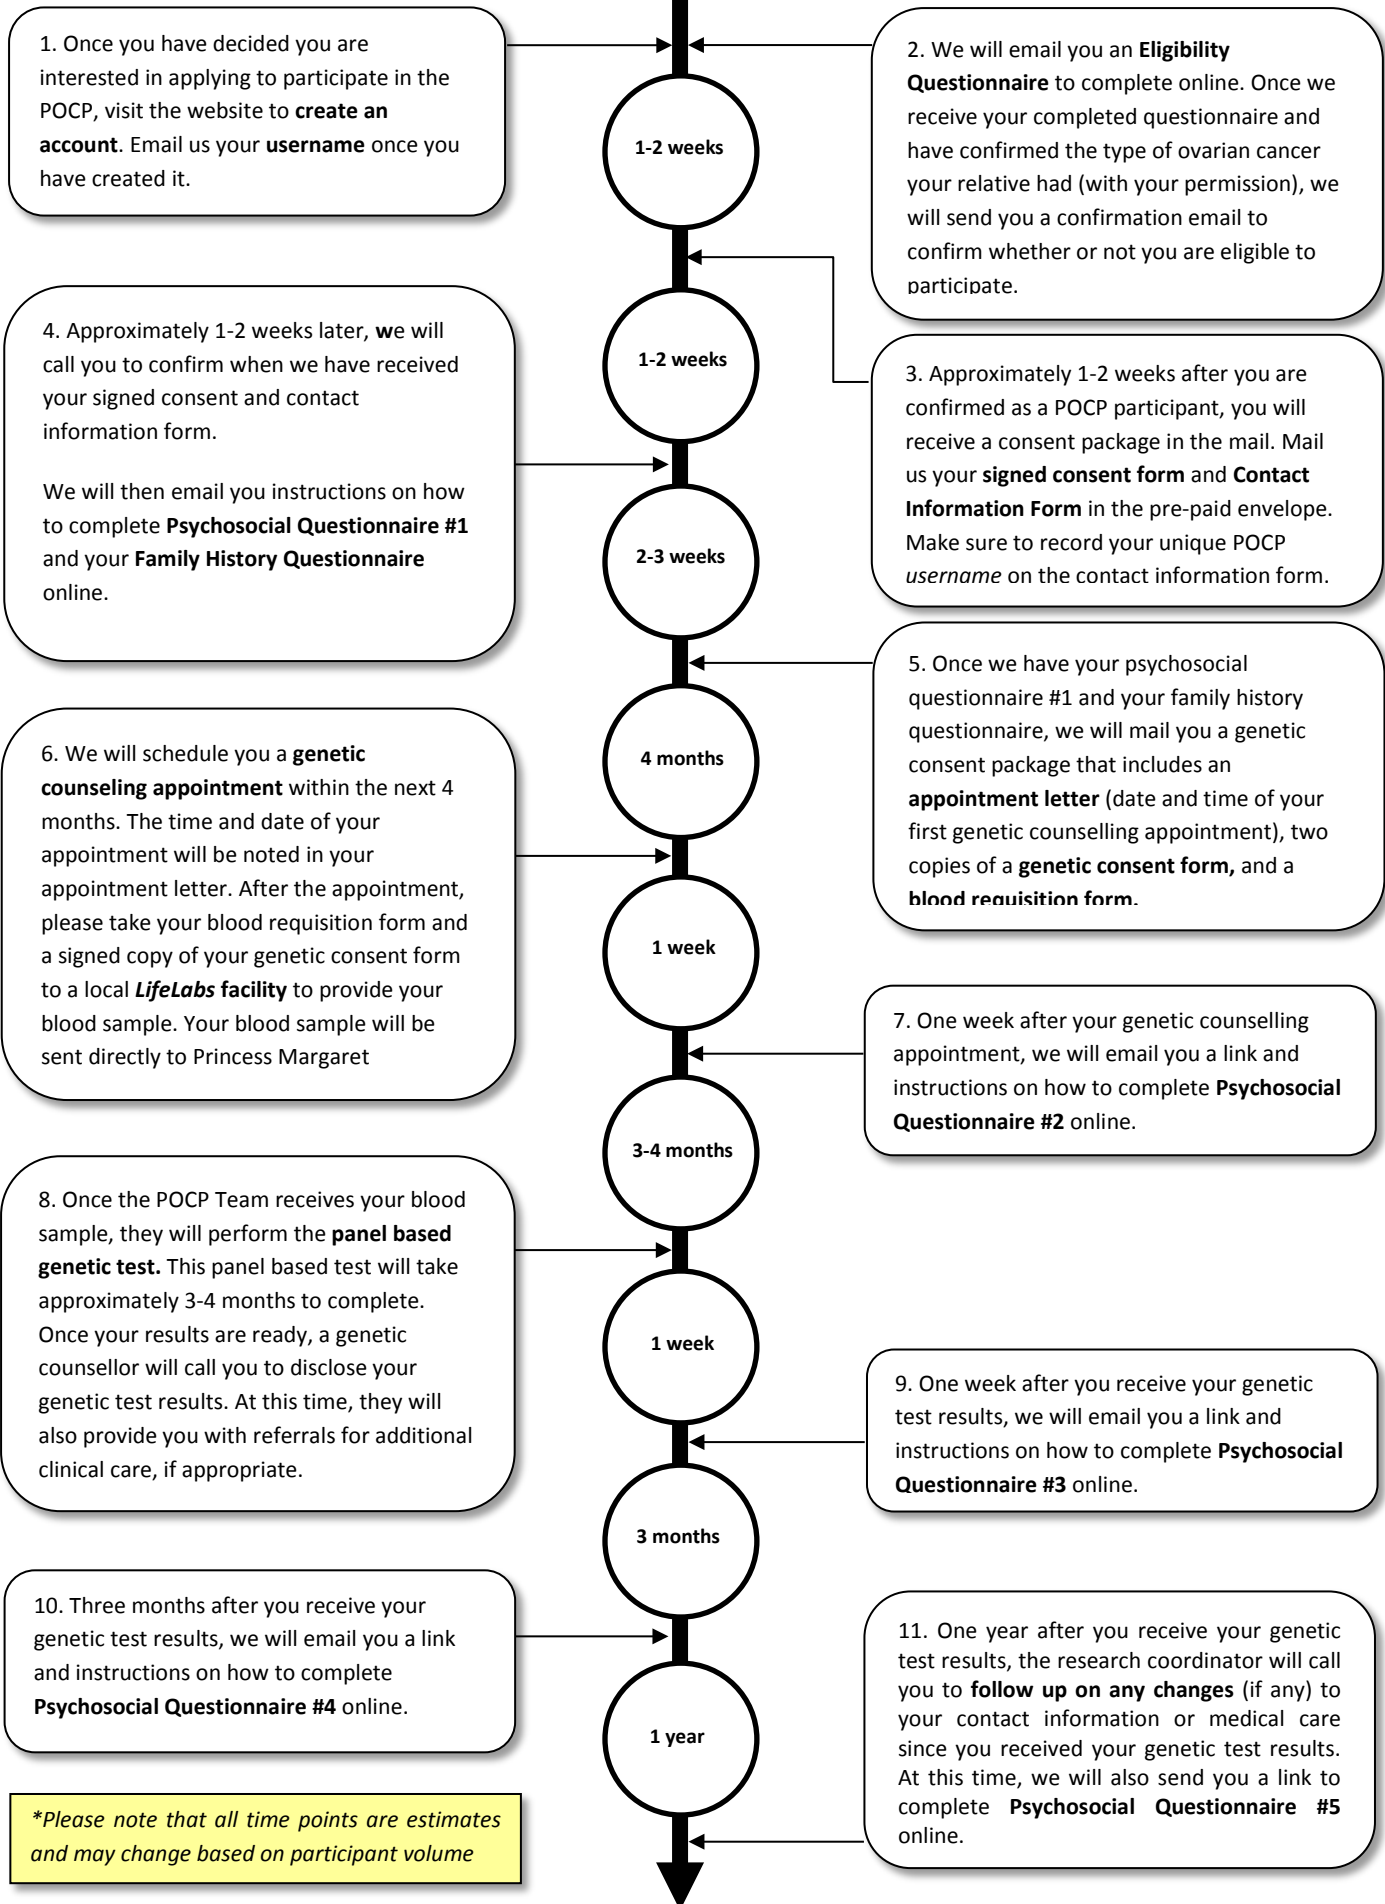 1. Once you have decided you are
interested in applying to participate in the
POCP, visit the website to create an
account. Email us your username once you
have created it.
2. We will email you an Eligibility
Questionnaire to complete online. Once we
receive your completed questionnaire and
have confirmed the type of ovarian cancer
your relative had (with your permission), we
will send you a confirmation email to
confirm whether or not you are eligible to
participate.
1-2 weeks
3. Approximately 1-2 weeks after you are
confirmed as a POCP participant, you will
receive a consent package in the mail. Mail
us your signed consent form and Contact
Information Form in the pre-paid envelope.
Make sure to record your unique POCP
username on the contact information form.
1-2 weeks
4. Approximately 1-2 weeks later, we will
call you to confirm when we have received
your signed consent and contact
information form.
We will then email you instructions on how
to complete Psychosocial Questionnaire #1
and your Family History Questionnaire
online.
2-3 weeks
5. Once we have your psychosocial
questionnaire #1 and your family history
questionnaire, we will mail you a genetic
consent package that includes an
appointment letter (date and time of your
first genetic counselling appointment), two
copies of a genetic consent form, and a
blood requisition form.
4 months
6. We will schedule you a genetic
counseling appointment within the next 4
months. The time and date of your
appointment will be noted in your
appointment letter. After the appointment,
please take your blood requisition form and
a signed copy of your genetic consent form
to a local LifeLabs facility to provide your
blood sample. Your blood sample will be
sent directly to Princess Margaret
1 week
7. One week after your genetic counselling
appointment, we will email you a link and
instructions on how to complete Psychosocial
Questionnaire #2 online.
3-4 months
8. Once the POCP Team receives your blood
sample, they will perform the panel based
genetic test. This panel based test will take
approximately 3-4 months to complete.
Once your results are ready, a genetic
counsellor will call you to disclose your
genetic test results. At this time, they will
also provide you with referrals for additional
clinical care, if appropriate.
1 week
9. One week after you receive your genetic
test results, we will email you a link and
instructions on how to complete Psychosocial
Questionnaire #3 online.
3 months
10. Three months after you receive your
genetic test results, we will email you a link
and instructions on how to complete
Psychosocial Questionnaire #4 online.
1 year
11. One year after you receive your genetic
test results, the research coordinator will call
you to follow up on any changes (if any) to
your contact information or medical care
since you received your genetic test results.
At this time, we will also send you a link to
complete Psychosocial Questionnaire #5
online.
*Please note that all time points are estimates
and may change based on participant volume